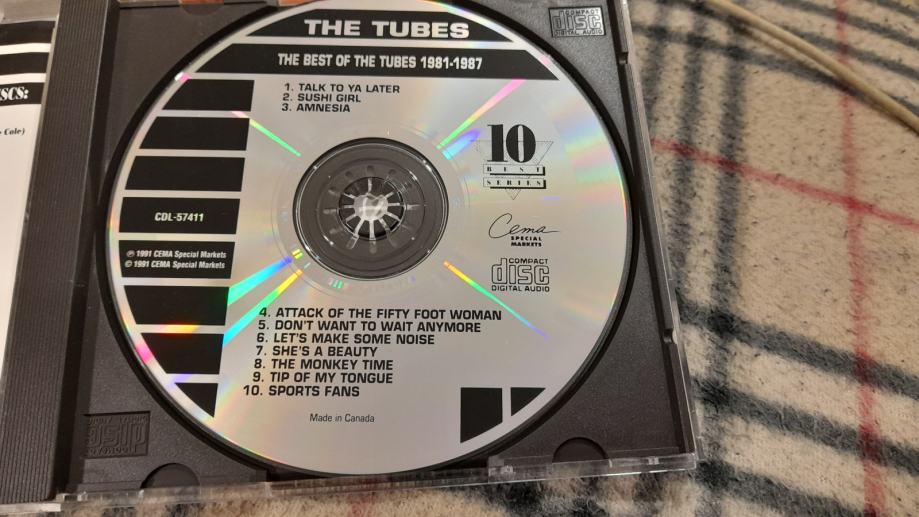 THE TUBES
THE BEST OF THE TUBES 1981-1987
1. TALK TO YA LATER
2. SUSHI GIRL
3. AMNESIA
COMPACT
disc
DIGITAL AUDIO
SCS:
Cole)
10
BEST
SERIES
CDL-57411
Cema
SPECIAL
MARKETS
℗ 1991 CEMA Special Markets
© 1991 CEMA Special Markets
COMPACT
disc
DIGITAL AUDIO
4. ATTACK OF THE FIFTY FOOT WOMAN
5. DON'T WANT TO WAIT ANYMORE
6. LET'S MAKE SOME NOISE
7. SHE'S A BEAUTY
8. THE MONKEY TIME
9. TIP OF MY TONGUE
10. SPORTS FANS
Made in Canada